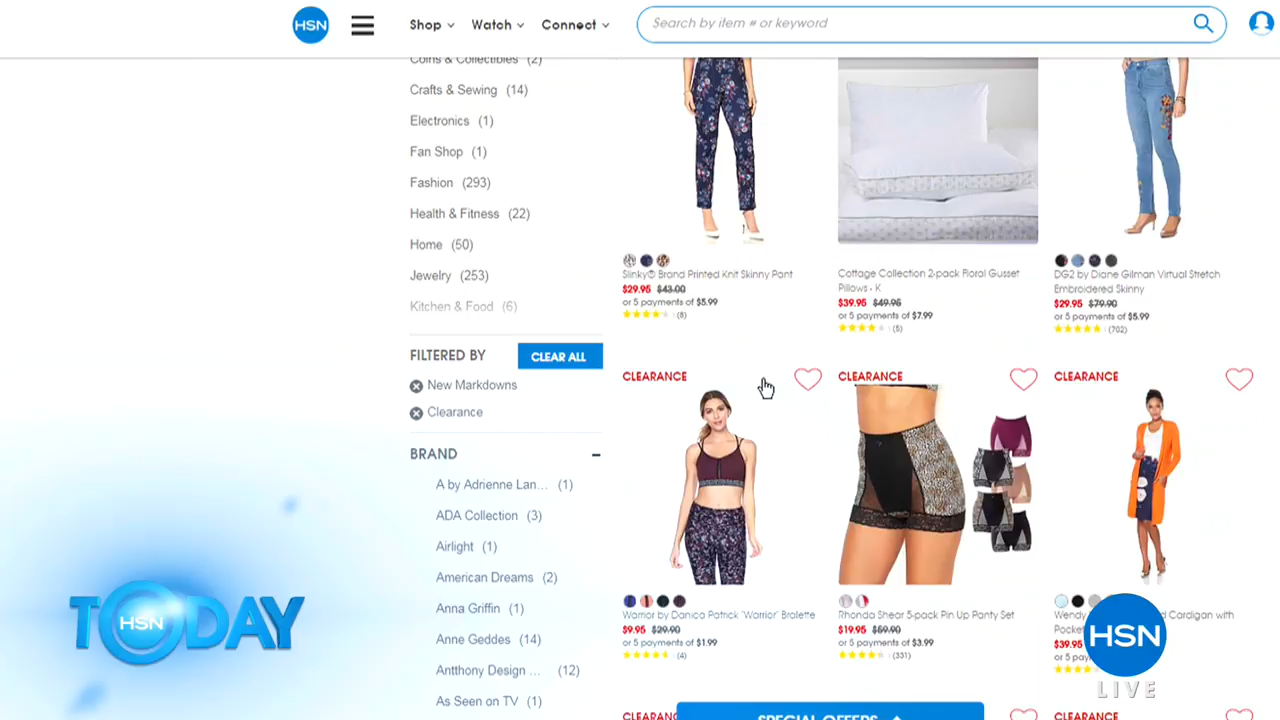 HSN
Shop
Watch
Connect
Search by item # or keyword
Coins & Collectibles (2)
Crafts & Sewing (14)
Electronics (1)
Fan Shop (1)
Fashion (293)
Health & Fitness (22)
Home (50)
Jewelry (253)
Kitchen & Food (6)
FILTERED BY
CLEAR ALL
New Markdowns
Clearance
BRAND
A by Adrienne Lan... (1)
ADA Collection (3)
Airlight (1)
American Dreams (2)
Anna Griffin (1)
Anne Geddes (14)
Antthony Design ... (12)
As Seen on TV (1)
Slinky® Brand Printed Knit Skinny Pant
$29.95 $43.00
or 5 payments of $5.99
(8)
Cottage Collection 2-pack Floral Gusset
Pillows - K
$39.95 $49.95
or 5 payments of $7.99
(5)
DG2 by Diane Gilman Virtual Stretch
Embroidered Skinny
$29.95 $79.90
or 5 payments of $5.99
(702)
CLEARANCE
CLEARANCE
CLEARANCE
Warrior by Danica Patrick "Warrior" Bralette
$9.95 $29.90
or 5 payments of $1.99
(4)
Rhonda Shear 5-pack Pin Up Panty Set
$19.95 $59.90
or 5 payments of $3.99
(331)
Wendy
Cardigan with
Pocket
$39.95
or 5
CLEARANCE
SPECIAL OFFERS
CLEARANCE
TODAY
HSN
HSN
LIVE